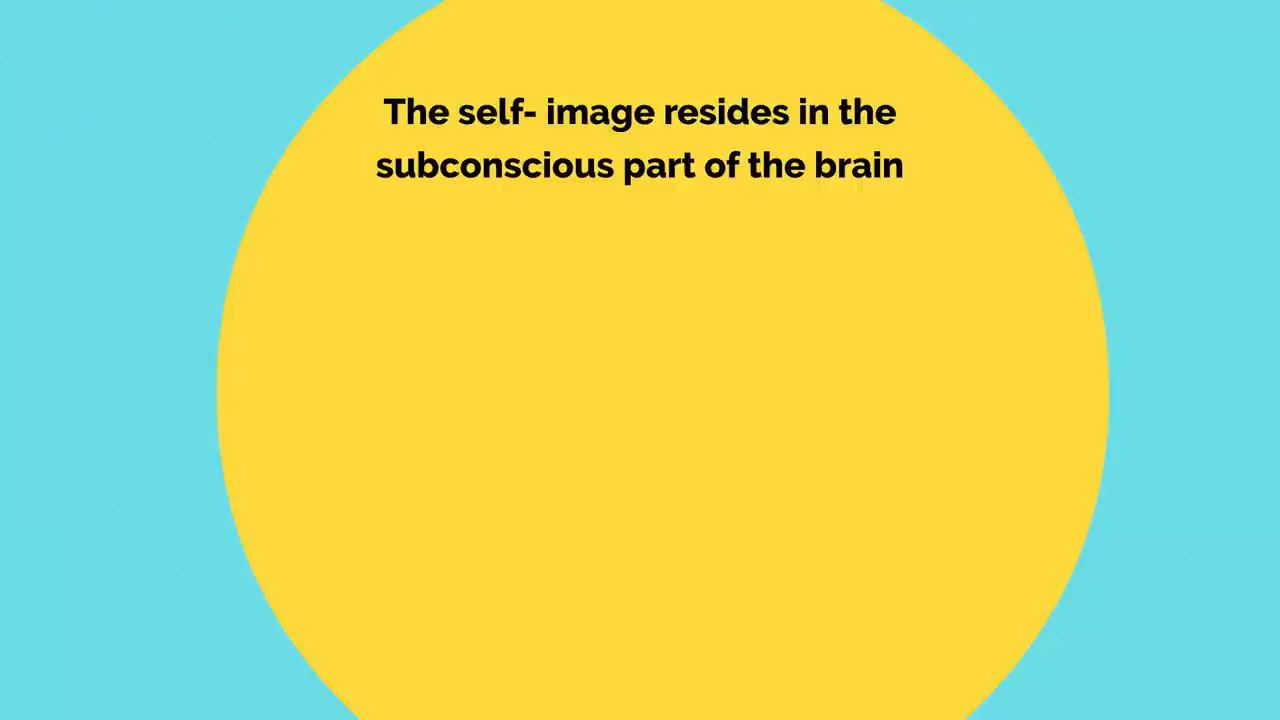 The self- image resides in the
subconscious part of the brain